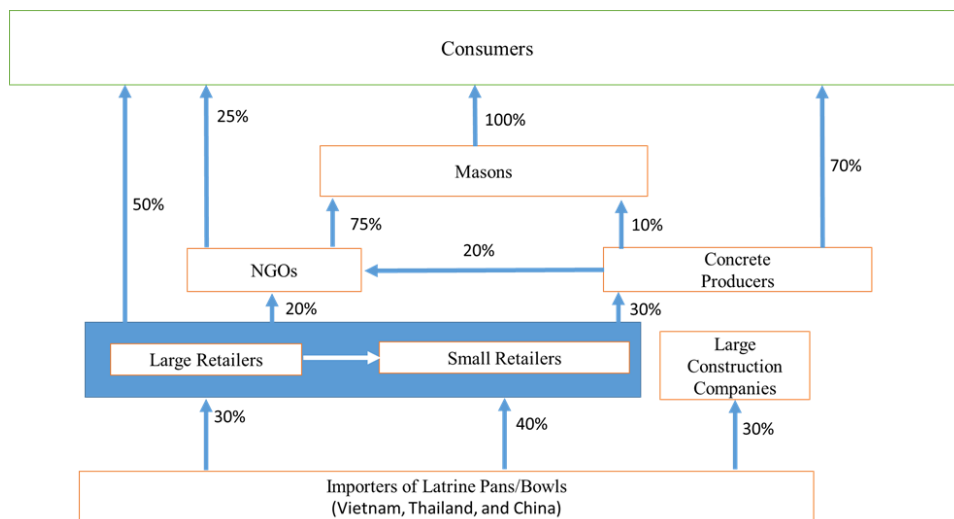 Consumers
25%
100%
Masons
70%
50%
75%
10%
20%
NGOs
Concrete
Producers
20%
30%
Large Retailers
Small Retailers
Large
Construction
Companies
30%
40%
30%
Importers of Latrine Pans/Bowls
(Vietnam, Thailand, and China)